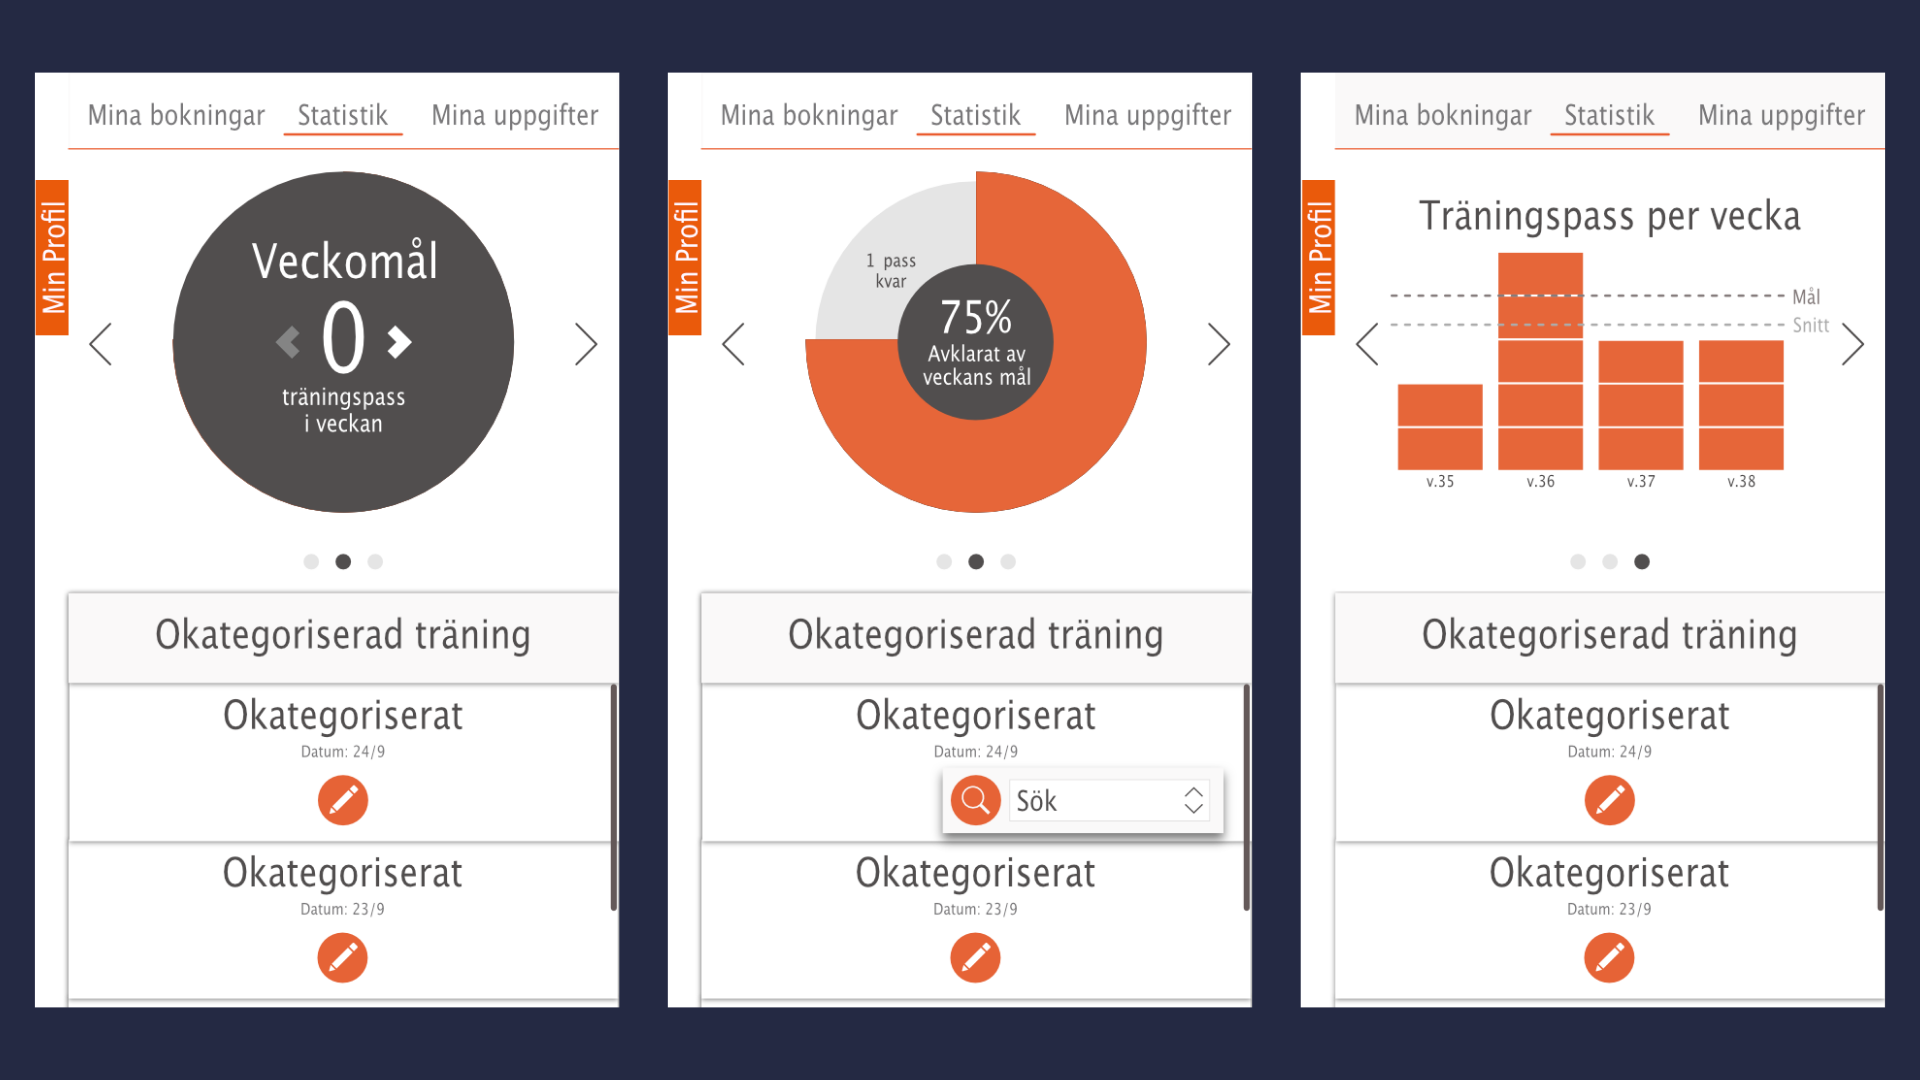 Mina bokningar Statistik Mina uppgifter
Min Profil
Veckomål
0
träningspass
i veckan
Okategoriserad träning
Okategoriserat
Datum: 24/9
Okategoriserat
Datum: 23/9
Mina bokningar Statistik Mina uppgifter
Min Profil
1 pass
kvar
75%
Avklarat av
veckans mål
Okategoriserad träning
Okategoriserat
Datum: 24/9
Sök
Okategoriserat
Datum: 23/9
Mina bokningar Statistik Mina uppgifter
Min Profil
Träningspass per vecka
Mål
Snitt
v.35 v.36 v.37 v.38
Okategoriserad träning
Okategoriserat
Datum: 24/9
Okategoriserat
Datum: 23/9